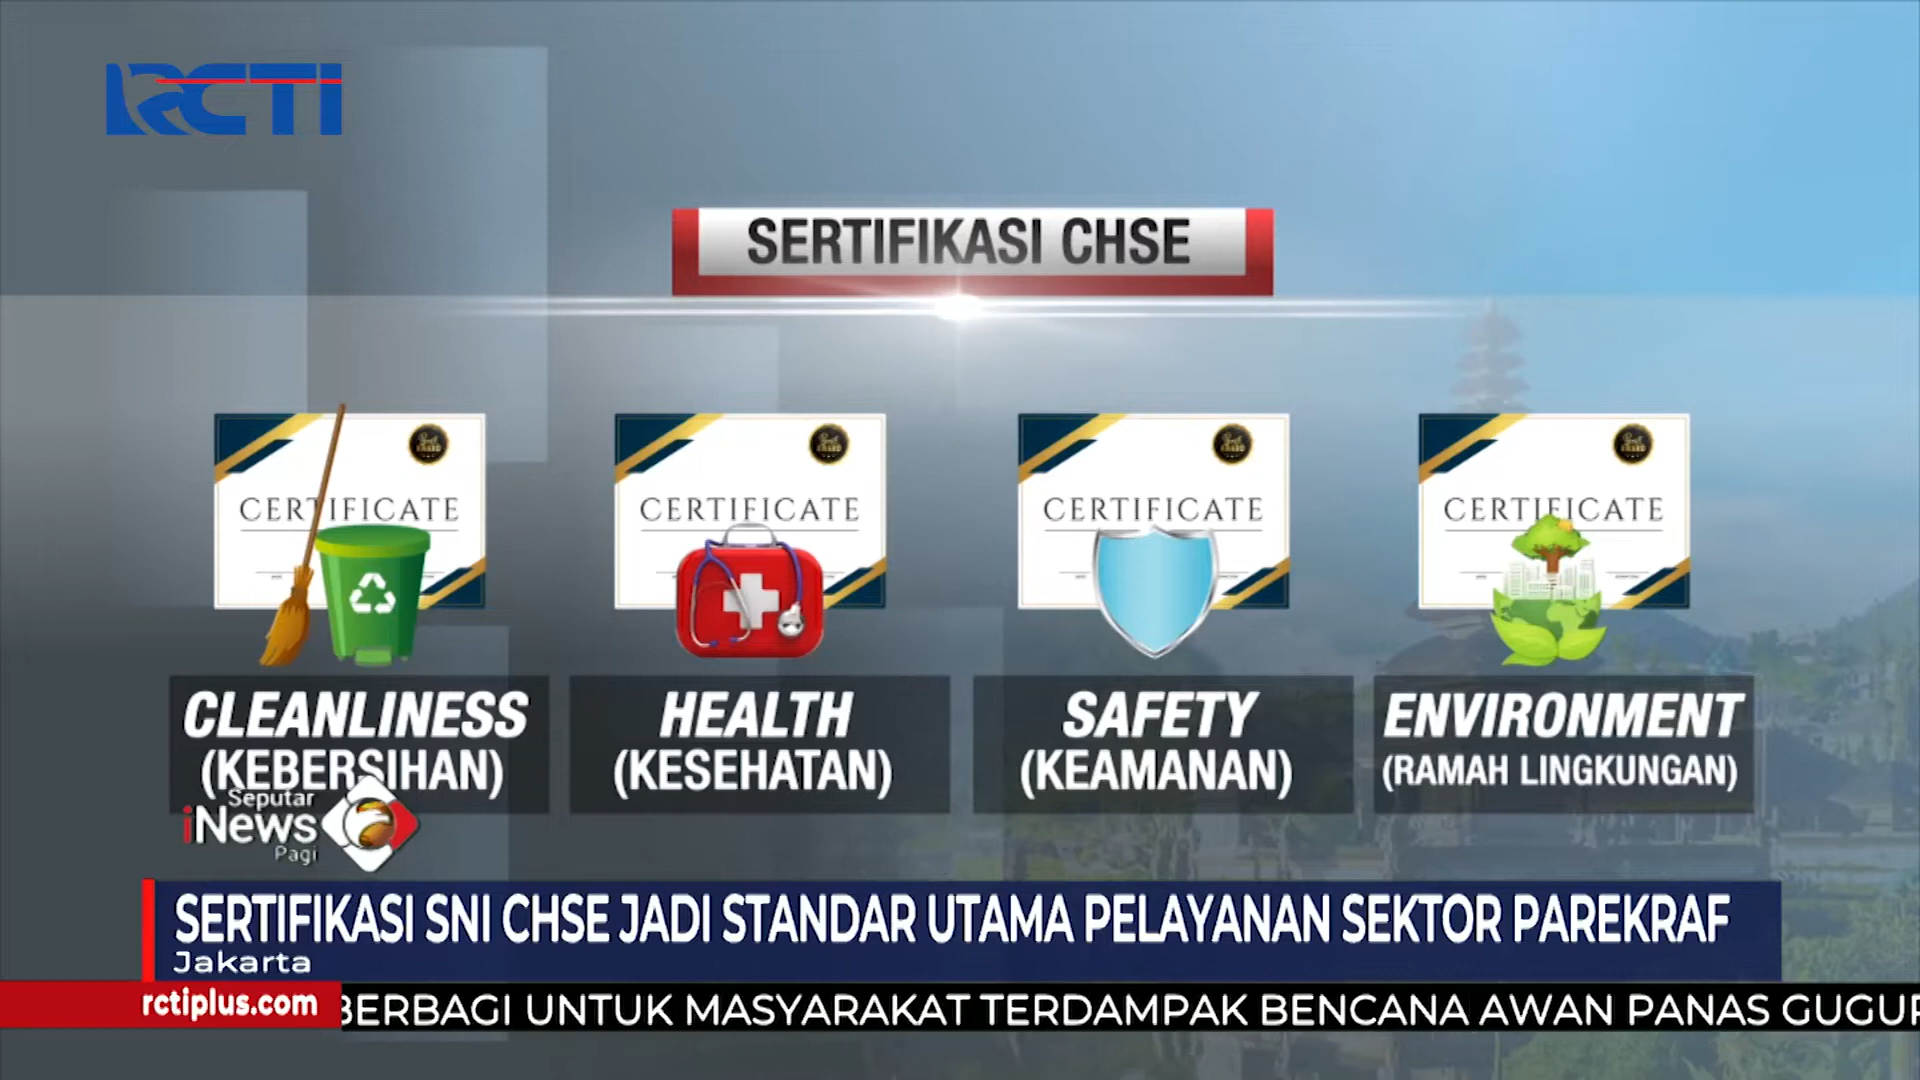 RCTI
SERTIFIKASI CHSE
CERTIFICATE
CERTIFICATE
CERTIFICATE
CERTIFICATE
CLEANLINESS
(KEBERSIHAN)
HEALTH
(KESEHATAN)
SAFETY
(KEAMANAN)
ENVIRONMENT
(RAMAH LINGKUNGAN)
Seputar
iNews
Pagi
SERTIFIKASI SNI CHSE JADI STANDAR UTAMA PELAYANAN SEKTOR PAREKRAF
Jakarta
rctiplus.com
BERBAGI UNTUK MASYARAKAT TERDAMPAK BENCANA AWAN PANAS GUGUR